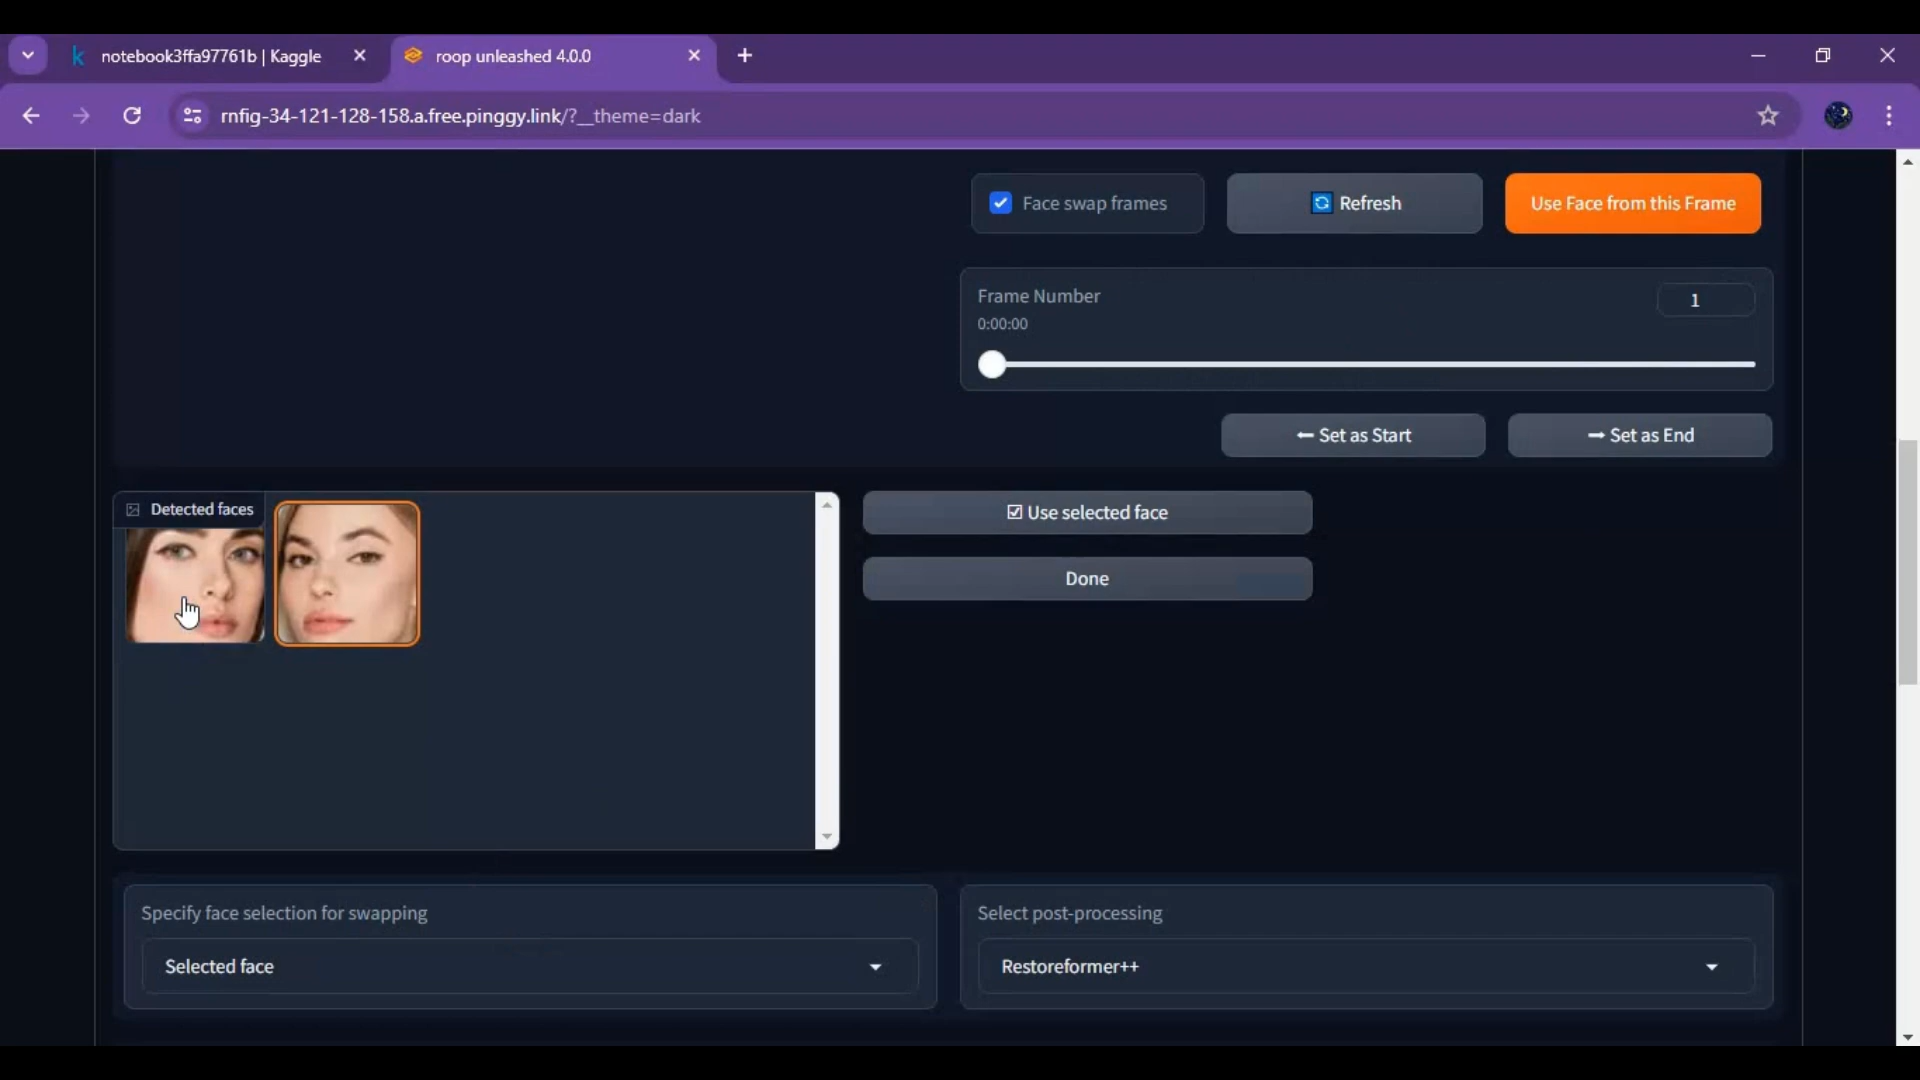 notebook3ffa97761b | Kaggle
roop unleashed 4.0.0
rnfig-34-121-128-158.a.free.pinggy.link/?__theme=dark
Face swap frames
Refresh
Use Face from this Frame
Frame Number
1
0:00:00
Set as Start
Set as End
Detected faces
Use selected face
Done
Specify face selection for swapping
Select post-processing
Selected face
Restoreformer++